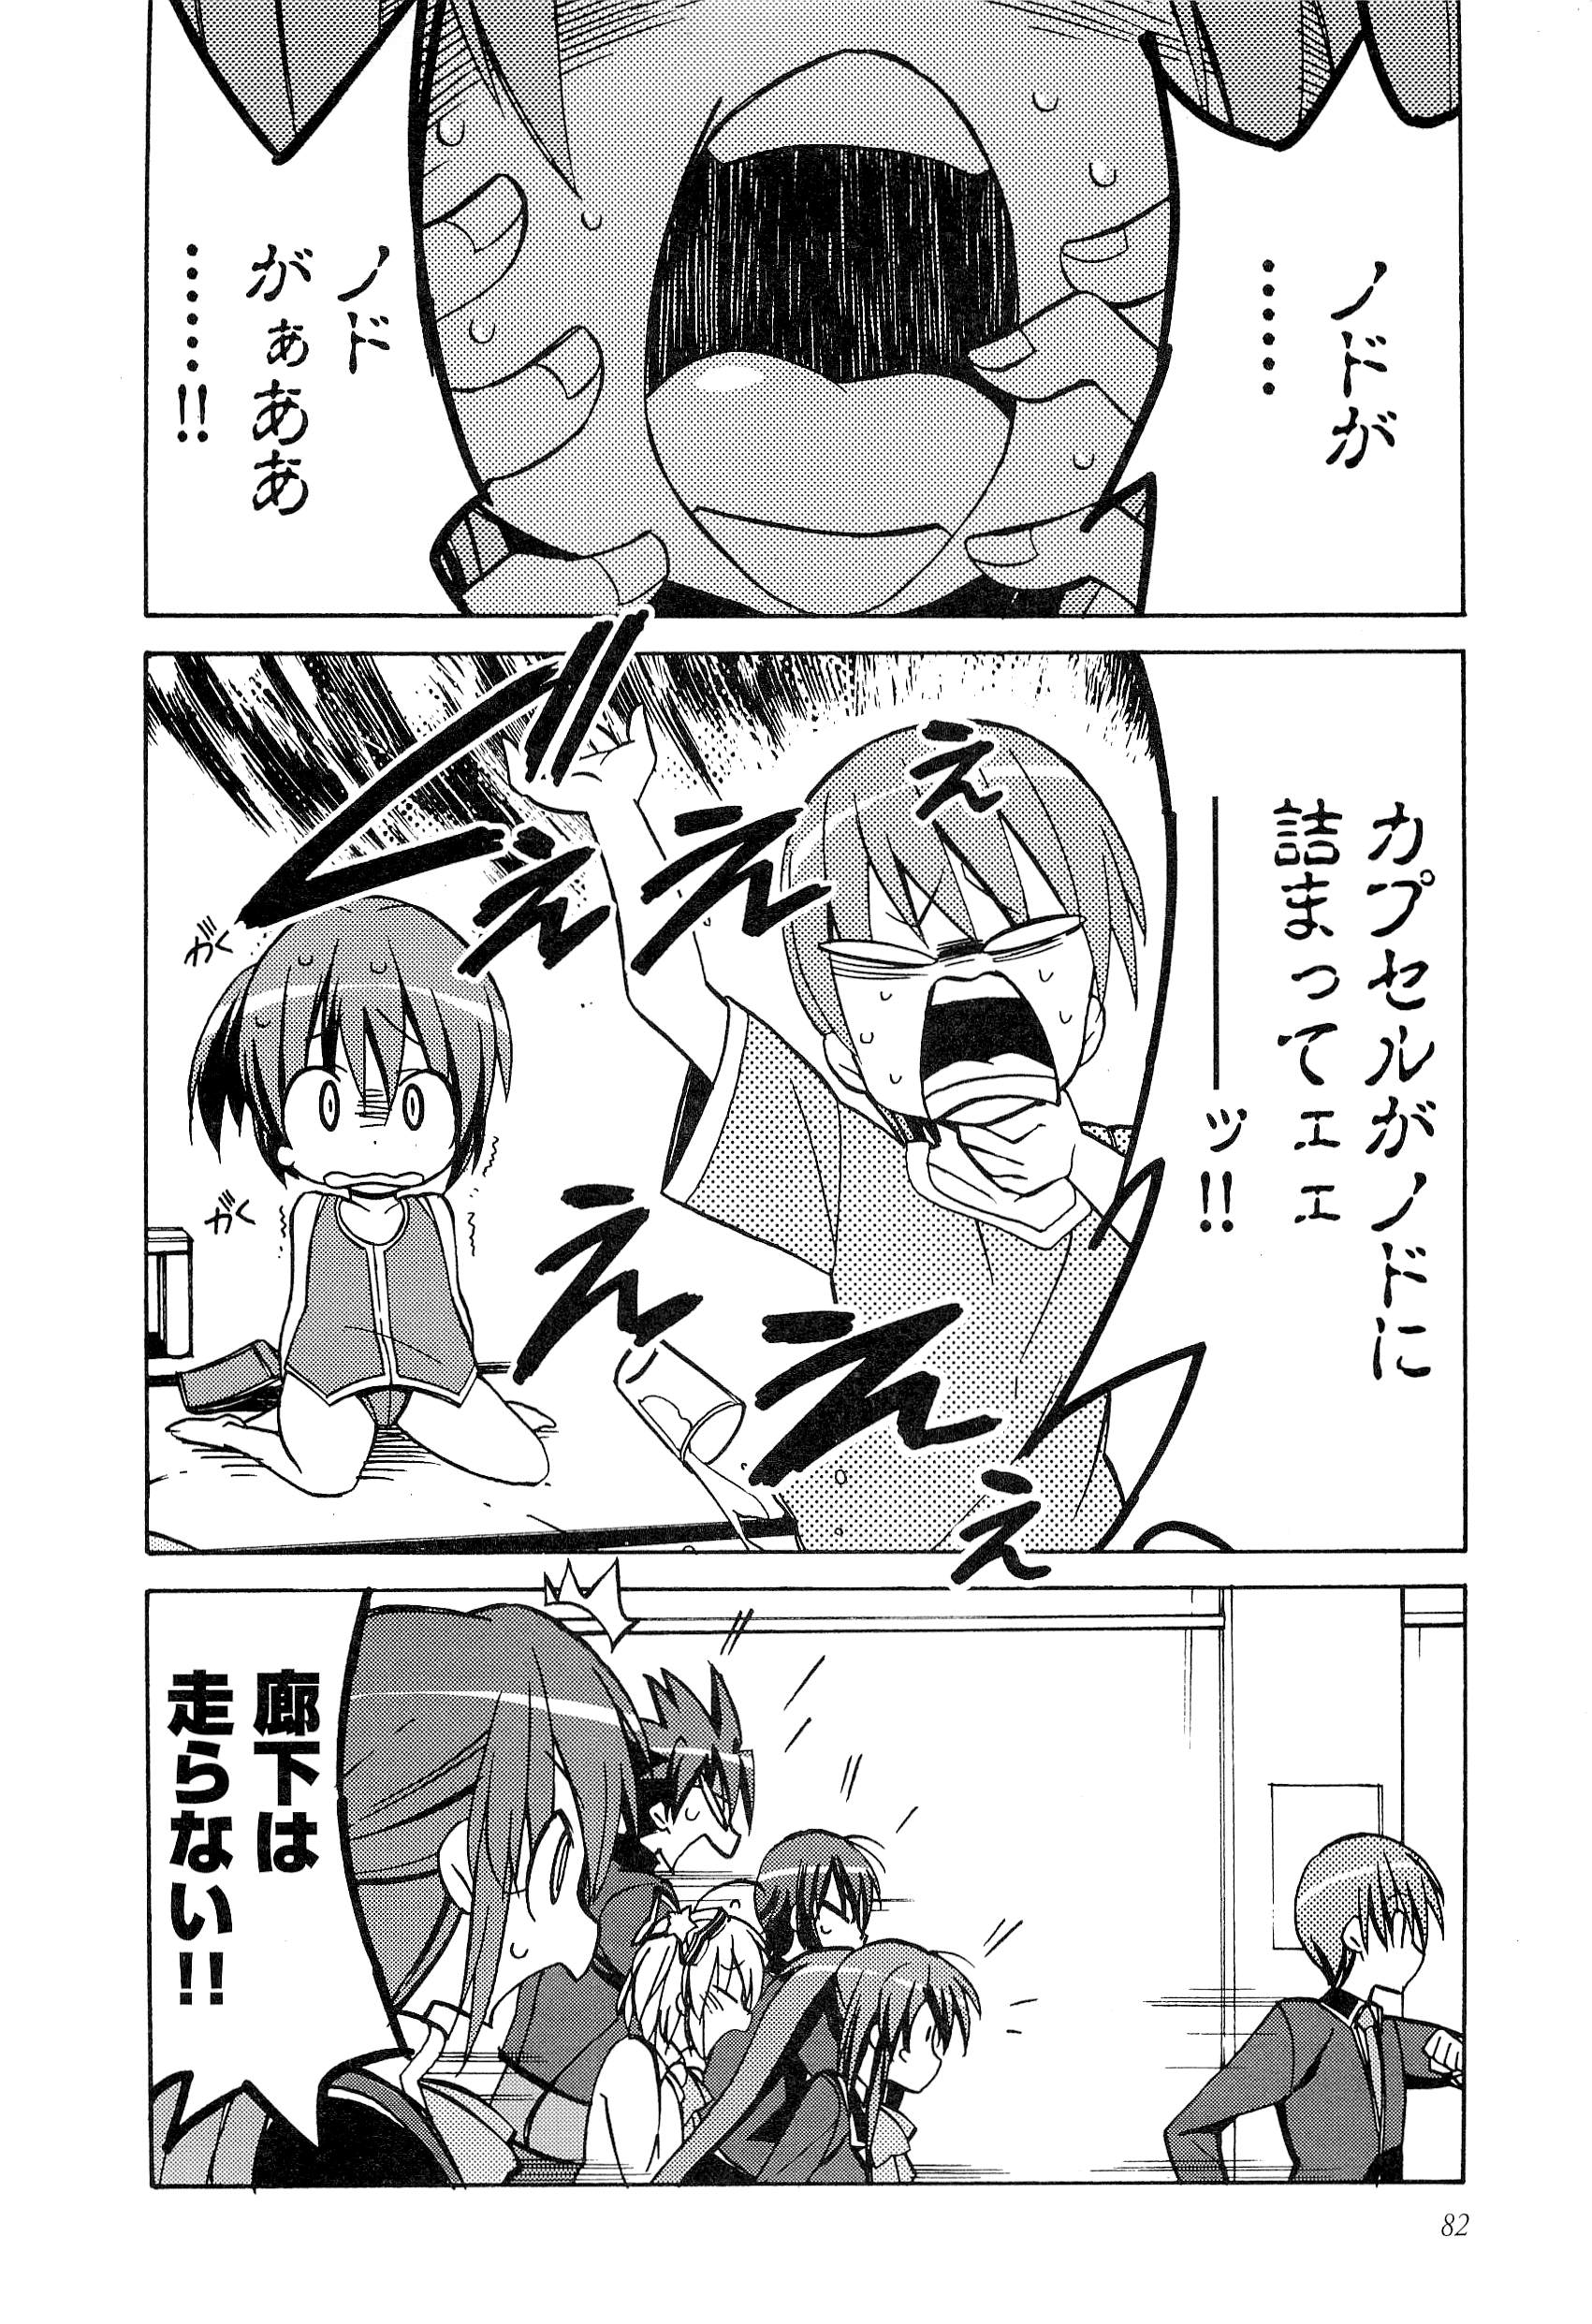 ノドが
……
ノド
がぁああ
……!!
カプセルがノドに
詰まってェェ
――ッ!!
え
え
え
え
え
え
がく
がく
廊下は
走らない!!
82